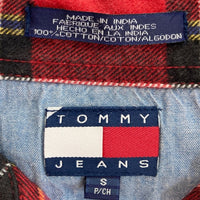 MADE IN INDIA
FABRIQUE AUX INDES
HECHO EN LA INDIA
100% COTTON/COTON/ALGODON
TOMMY
JEANS
S
P/CH